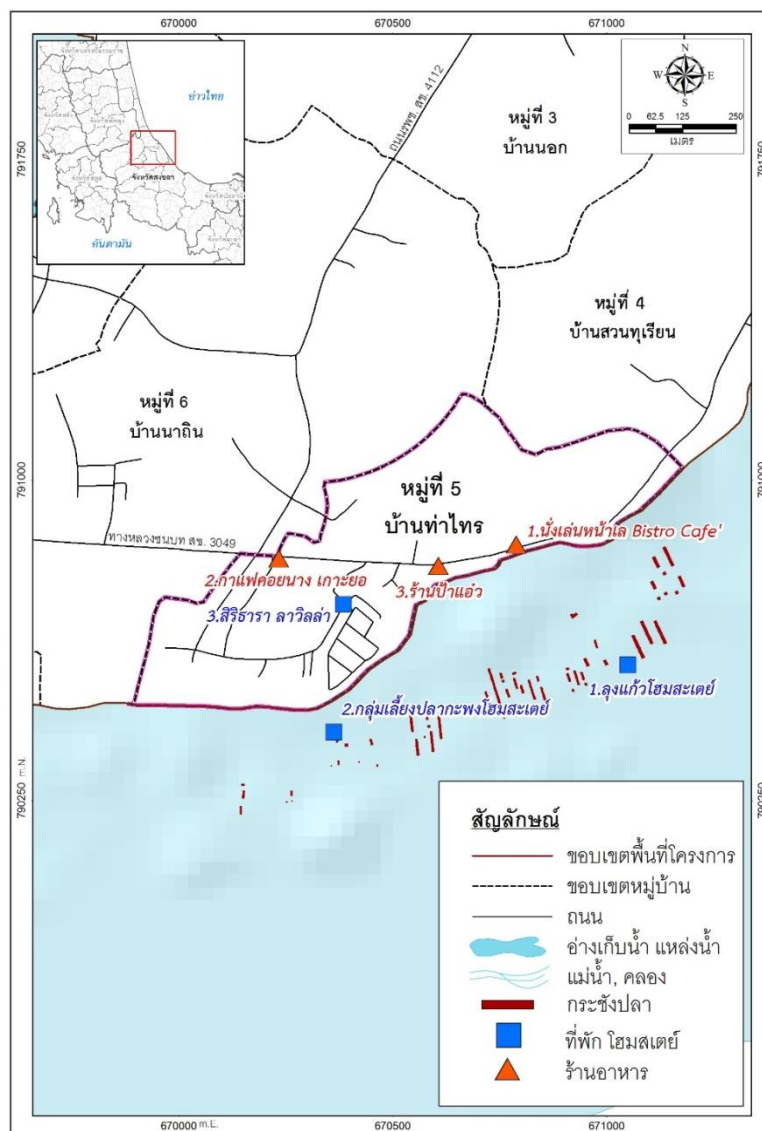 670000 670500 671000
อ่าวไทย
จังหวัดสงขลา
อันดามัน
N
W E
S
0 62.5 125 250
เมตร
791750
791750
ถนนรพช. สข. 4112
หมู่ที่ 3
บ้านนอก
หมู่ที่ 4
บ้านสวนทุเรียน
หมู่ที่ 6
บ้านนาถิน
791000
791000
หมู่ที่ 5
บ้านท่าไทร
ทางหลวงชนบท สข. 3049
1.นั่งเล่นหน้าเล Bistro Cafe'
2.กาแฟคอยนาง เกาะยอ
3.ร้านป้าแอ๋ว
3.สิริธารา ลาวิลล่า
1.ลุงแก้วโฮมสะเตย์
2.กลุ่มเลี้ยงปลากะพงโฮมสะเตย์
790250 m.N.
790250
สัญลักษณ์
ขอบเขตพื้นที่โครงการ
ขอบเขตหมู่บ้าน
ถนน
อ่างเก็บน้ำ แหล่งน้ำ
แม่น้ำ, คลอง
กระชังปลา
ที่พัก โฮมสเตย์
ร้านอาหาร
670000 m.E. 670500 671000